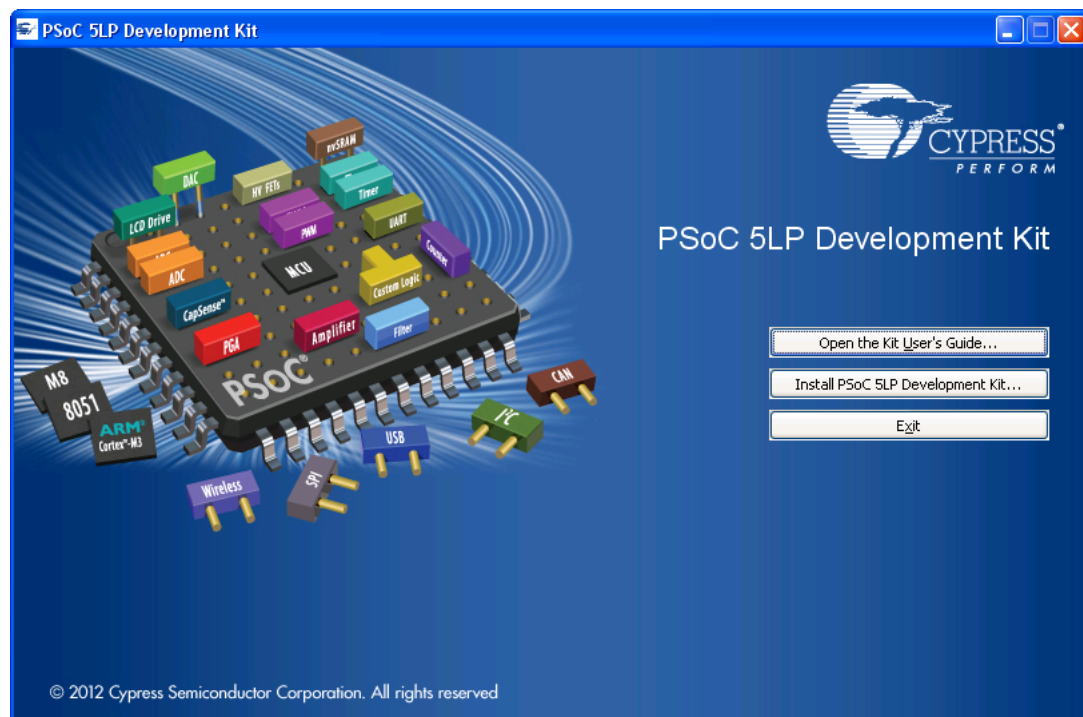 PSoC 5LP Development Kit
CYPRESS®
PERFORM
PSoC 5LP Development Kit
Open the Kit User's Guide...
Install PSoC 5LP Development Kit...
Exit
nvSRAM
DAC
HV FETs
Timer
LCD Drive
PWM
UART
ADC
MCU
Counter
CapSense™
Custom Logic
PGA
Amplifier
Filter
PSoC®
M8
8051
ARM®
Cortex™-M3
CAN
I²C
USB
SPI
Wireless
© 2012 Cypress Semiconductor Corporation. All rights reserved